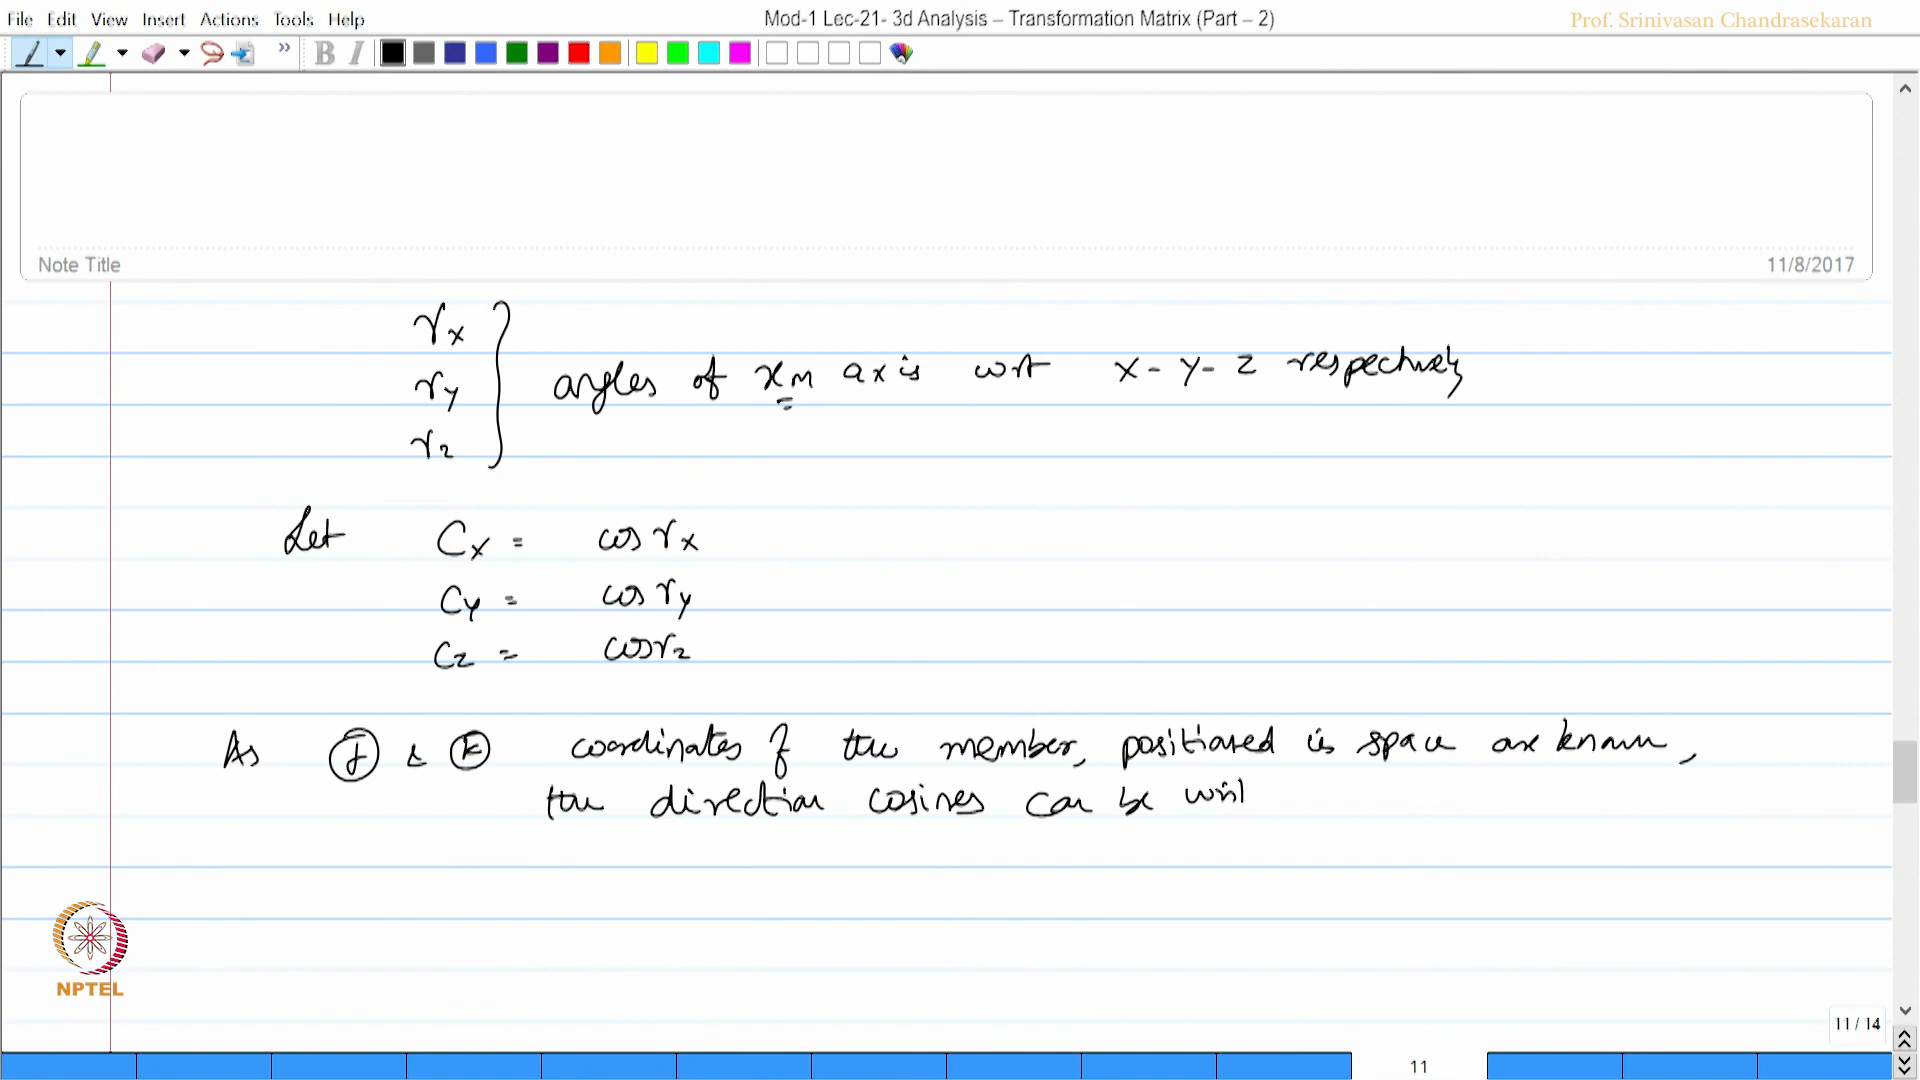 File Edit View Insert Actions Tools Help
Mod-1 Lec-21- 3d Analysis – Transformation Matrix (Part – 2)
Prof. Srinivasan Chandrasekaran
B I
Note Title
11/8/2017
γx
γy
γz
angles of xM axis wrt x - y - z respectively
Let Cx = cos γx
Cy = cos γy
Cz = cos γz
As j & k coordinates of the member, positioned in space are known,
the direction cosines can be writ
NPTEL
11 / 14
11